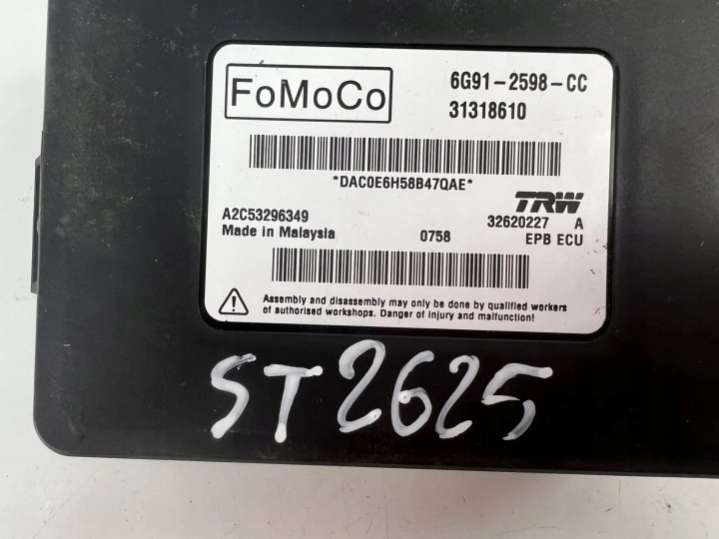 FoMoCo
6G91-2598-CC
31318610
*DAC0E6H58B47QAE*
TRW
A2C53296349
32620227 A
Made in Malaysia 0758 EPB ECU
Assembly and disassembly may only be done by qualified workers
of authorised workshops. Danger of injury and malfunction!
ST2625